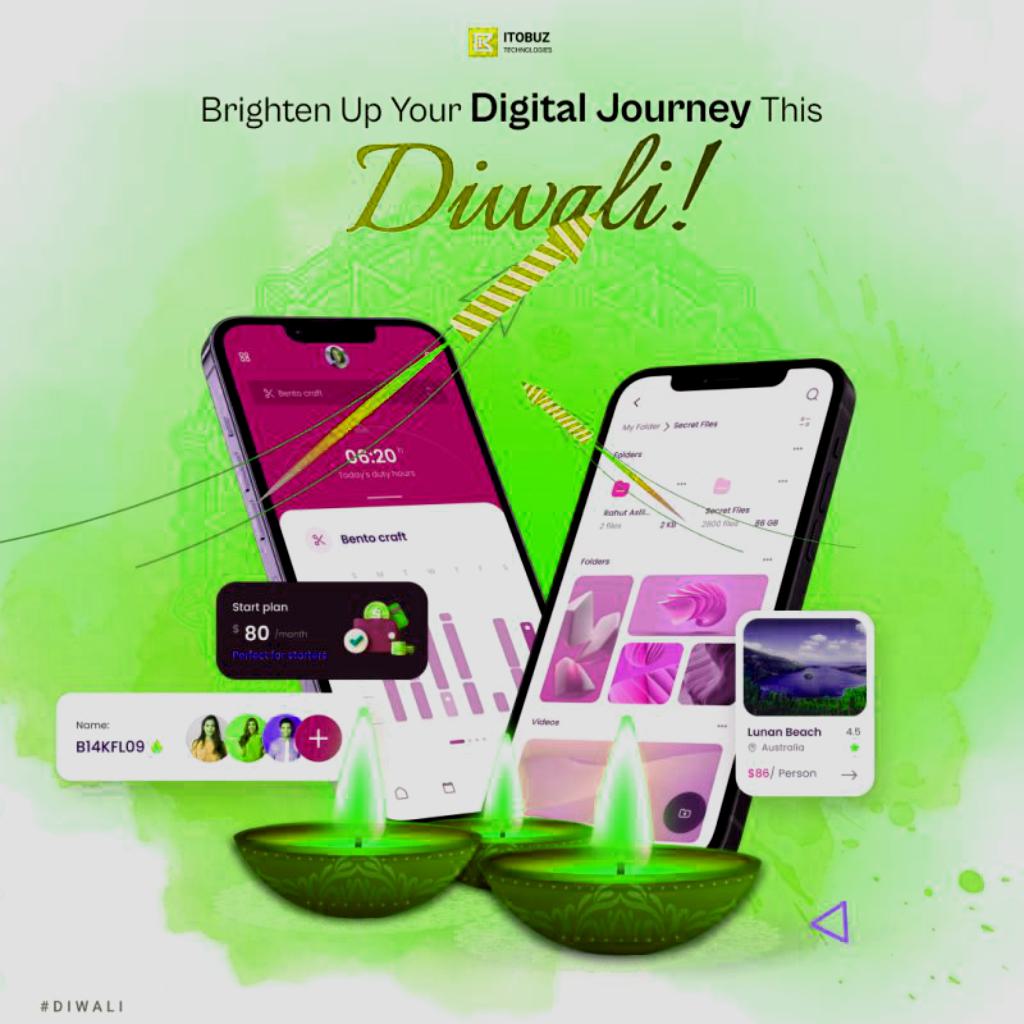 ITOBUZ
TECHNOLOGIES
Brighten Up Your Digital Journey This
Diwali!
Bento craft
06:20 h
Today's duty hours
Bento craft
S M T W T F S
Start plan
$ 80 /month
Perfect for starters
Name:
B14KFL09
My Folder > Secret Files
Folders
Secret Files
2 files 2 KB
2800 files 86 GB
Folders
Videos
Lunan Beach 4.5
Australia
$86/ Person
#DIWALI